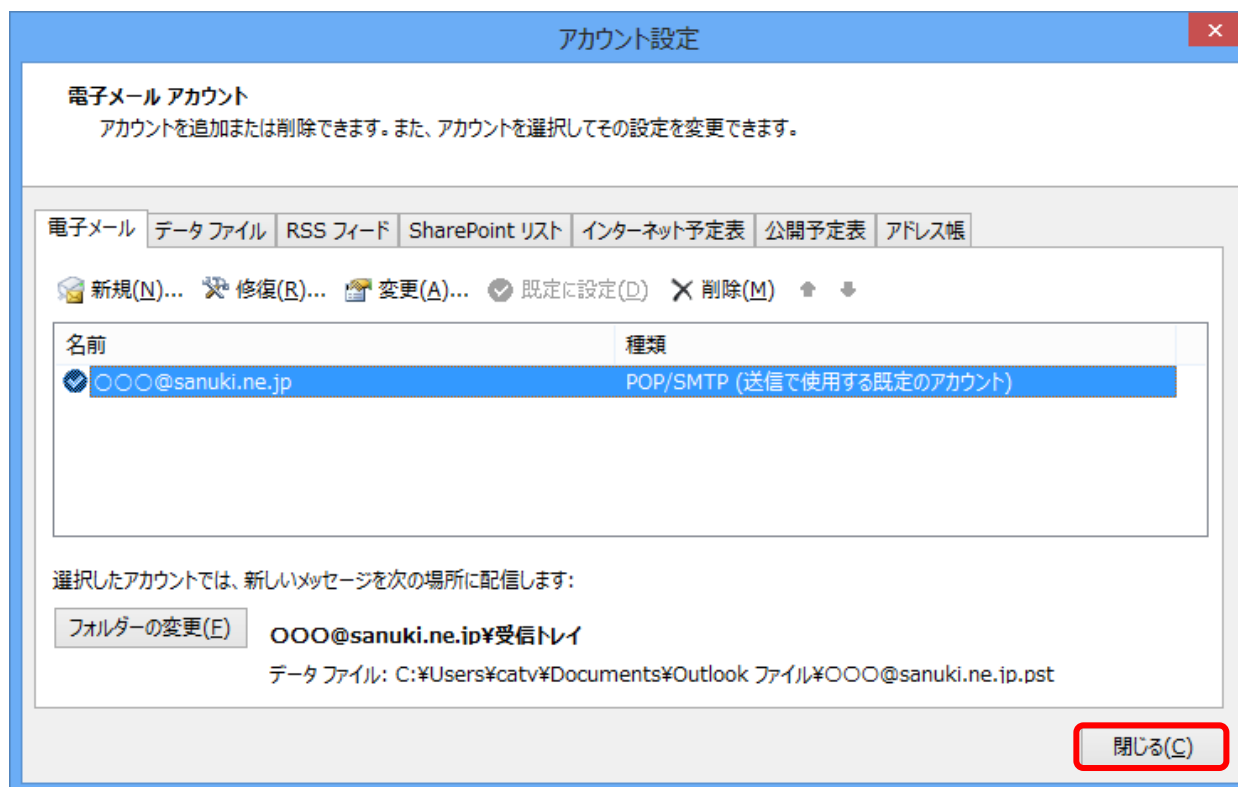 アカウント設定
電子メール アカウント
アカウントを追加または削除できます。また、アカウントを選択してその設定を変更できます。
電子メール データ ファイル RSS フィード SharePoint リスト インターネット予定表 公開予定表 アドレス帳
新規(N)... 修復(R)... 変更(A)... 既定に設定(D) 削除(M)
名前 種類
○○○@sanuki.ne.jp POP/SMTP (送信で使用する既定のアカウント)
選択したアカウントでは、新しいメッセージを次の場所に配信します:
フォルダーの変更(F) ○○○@sanuki.ne.jp¥受信トレイ
データ ファイル: C:¥Users¥catv¥Documents¥Outlook ファイル¥○○○@sanuki.ne.jp.pst
閉じる(C)